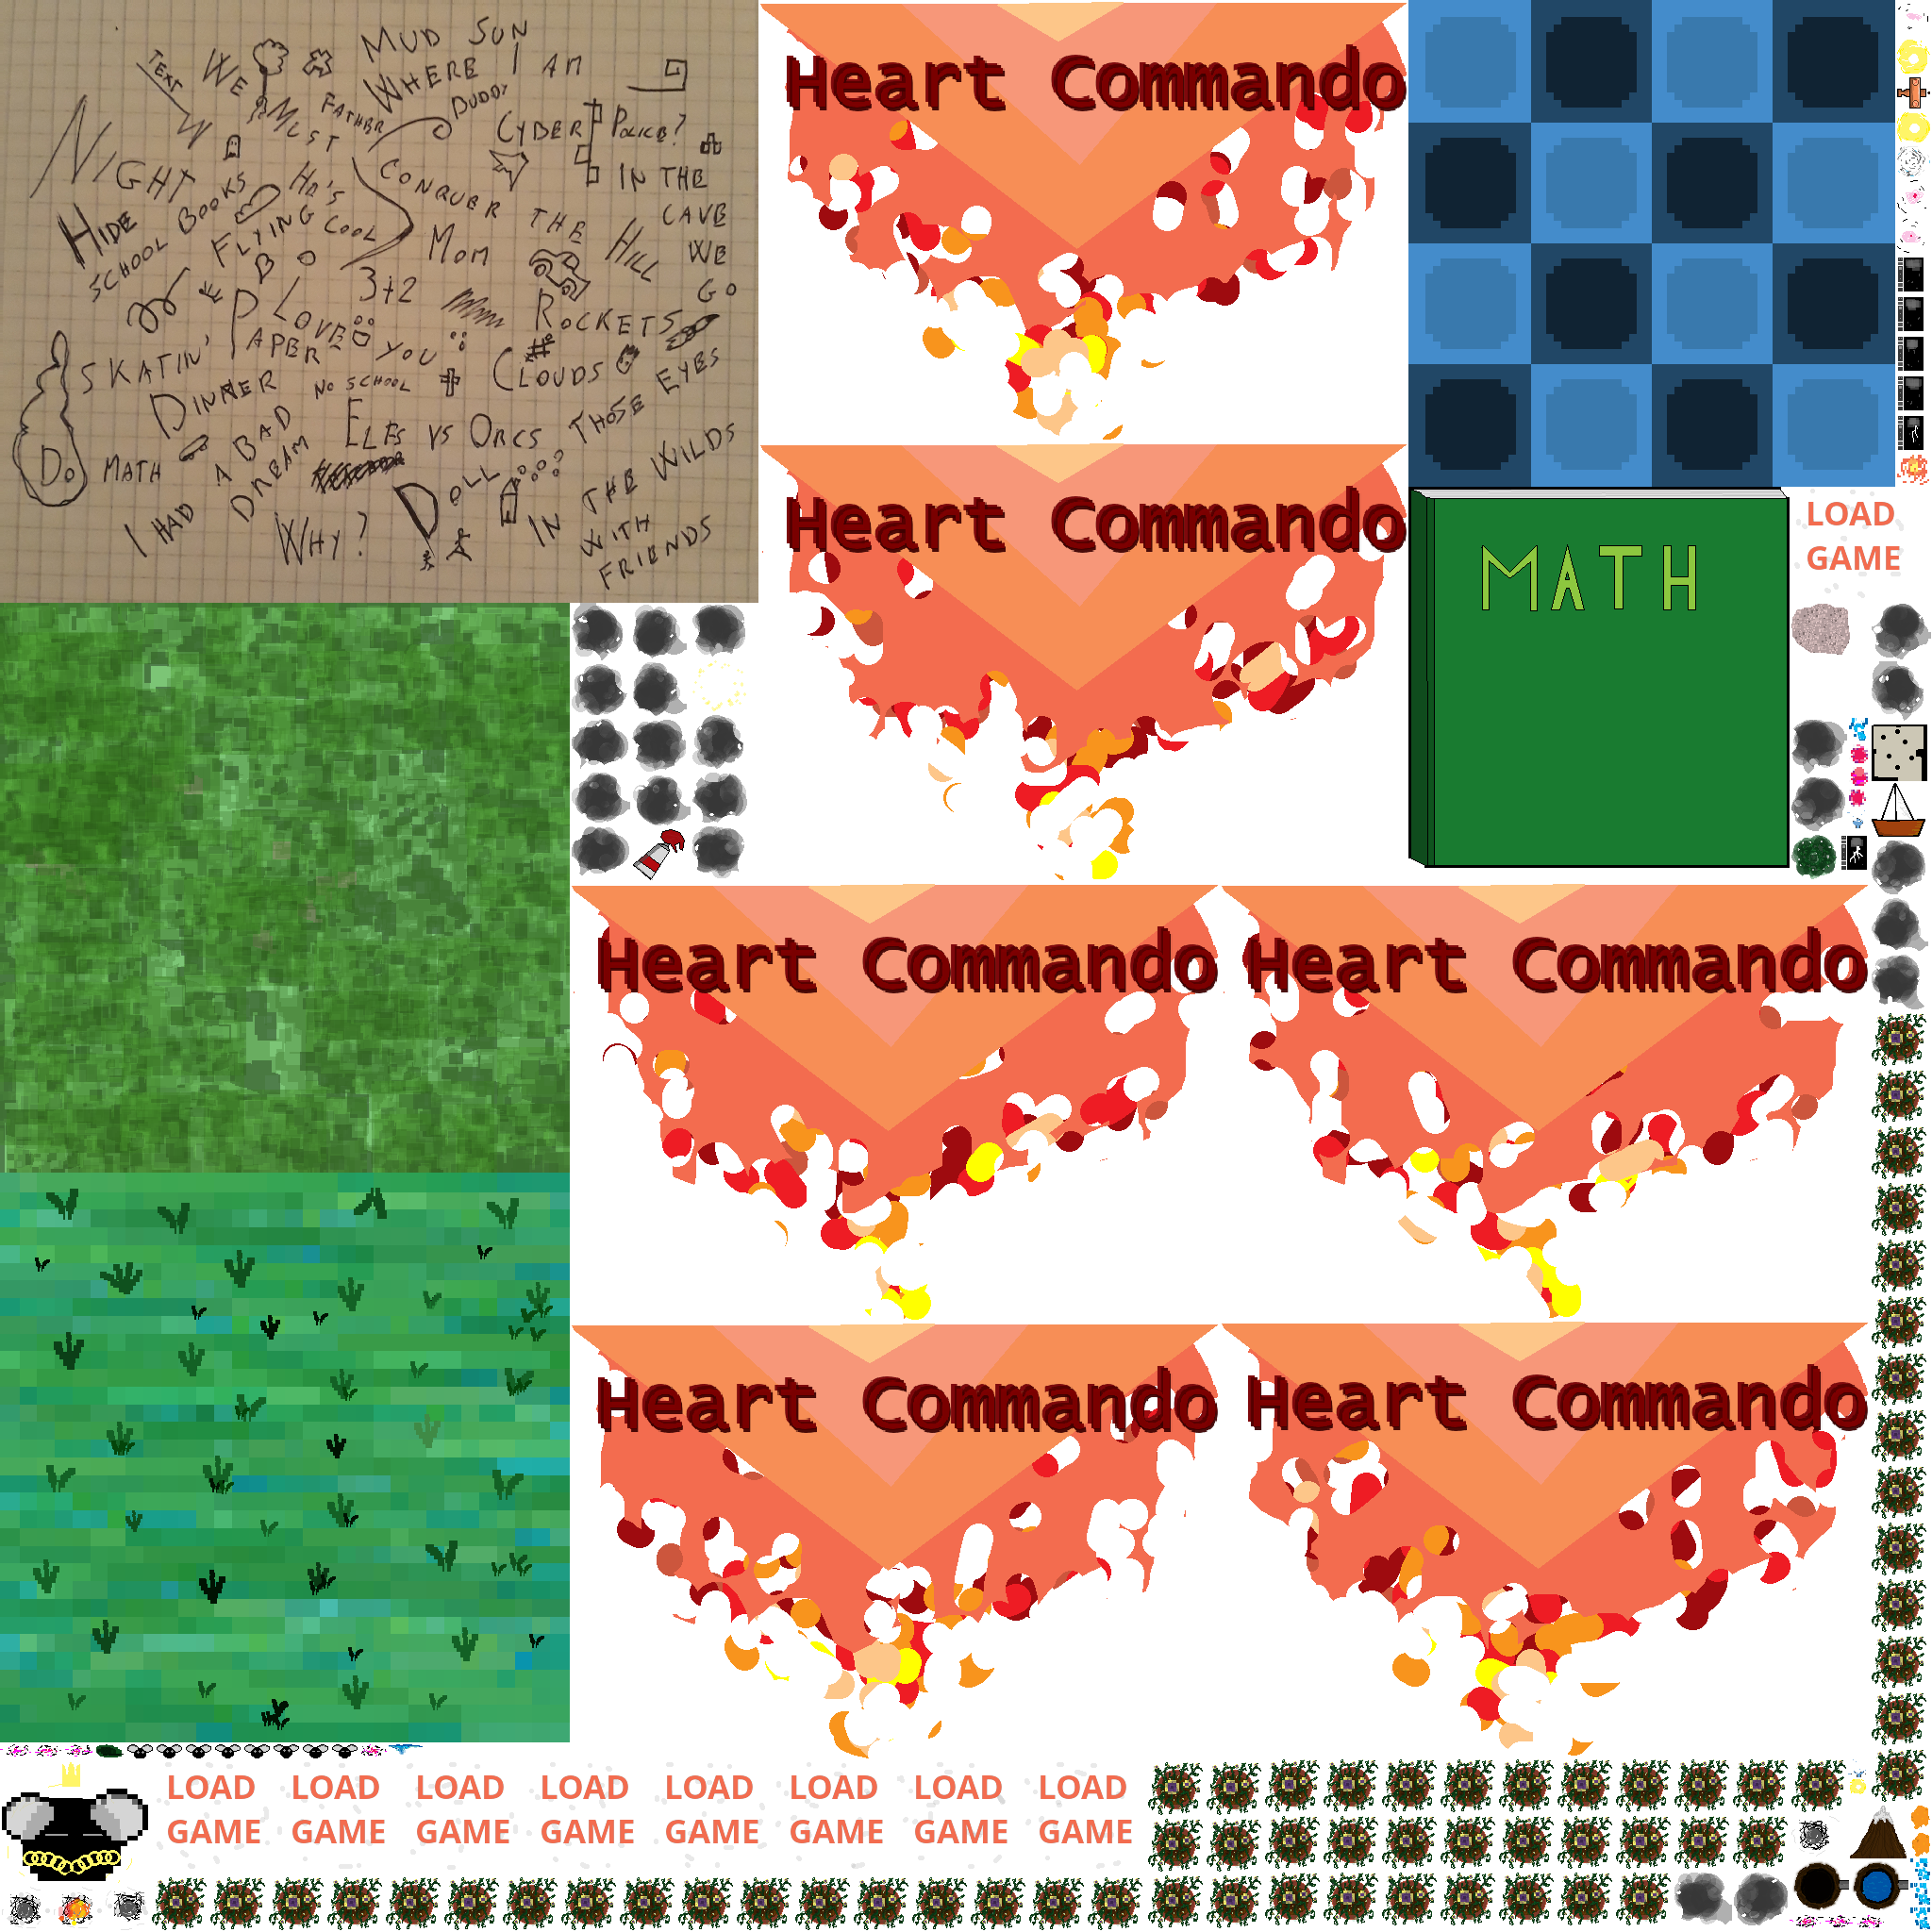 MUD SUN
TEXT WE WHERE I AM
FATHER BUDDY
MUST CYBER POLICE?
NIGHT HE'S CONQUER IN THE
HIDE SCHOOL BOOKS THE CAVE
FLYING COOL MOM HILL WE
B 3+2 GO
LOVE YOU ROCKETS
SKATIN' PAPER CLOUDS THOSE EYES
DINNER NO SCHOOL
ELFS VS ORCS
DO MATH
I HAD A BAD DREAM
DOLL
WHY?
IN THE WILDS
WITH
FRIENDS
Heart Commando
Heart Commando
MATH
LOAD
GAME
Heart Commando
Heart Commando
Heart Commando
Heart Commando
LOAD
GAME
LOAD
GAME
LOAD
GAME
LOAD
GAME
LOAD
GAME
LOAD
GAME
LOAD
GAME
LOAD
GAME